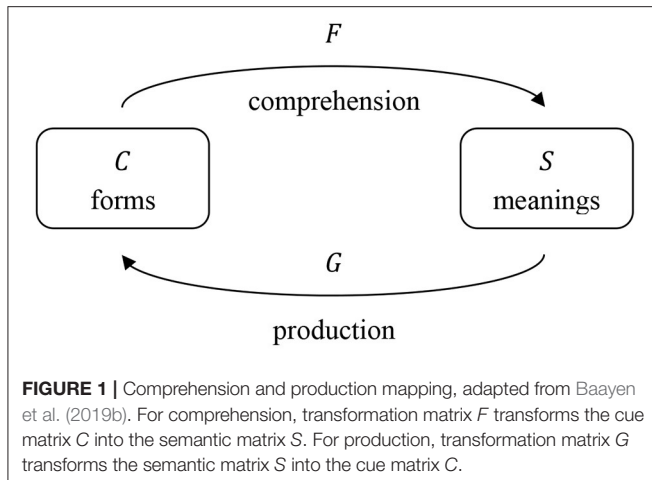 F
comprehension
C
forms
S
meanings
G
production
FIGURE 1 | Comprehension and production mapping, adapted from Baayen
et al. (2019b). For comprehension, transformation matrix F transforms the cue
matrix C into the semantic matrix S. For production, transformation matrix G
transforms the semantic matrix S into the cue matrix C.